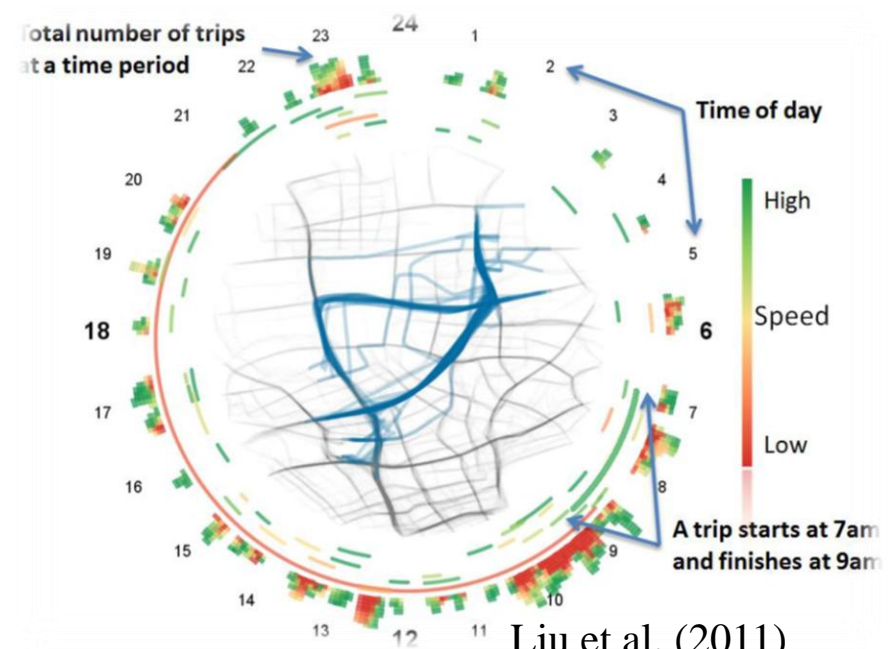 Total number of trips
at a time period
24
23
1
22
2
21
3
Time of day
20
4
High
19
5
Speed
18
6
17
7
Low
16
8
A trip starts at 7am
and finishes at 9am
15
9
14
10
13
12
11
Liu et al. (2011)